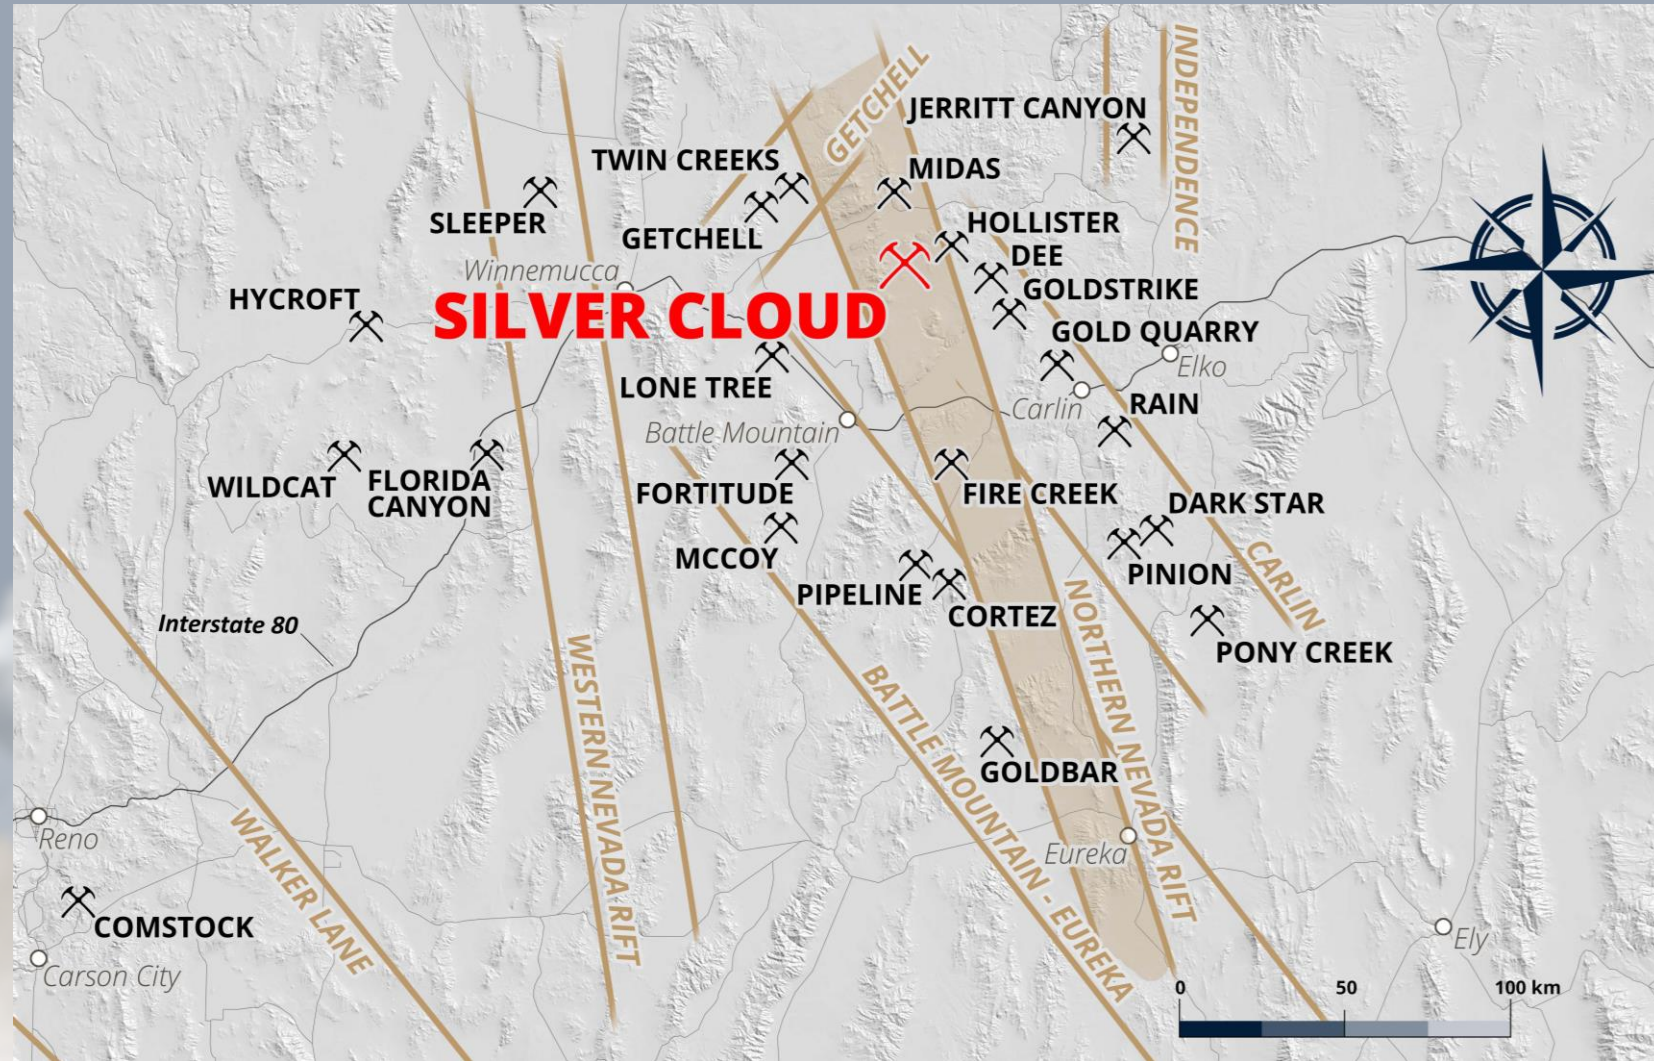 INDEPENDENCE
GETCHELL
JERRITT CANYON
TWIN CREEKS
MIDAS
SLEEPER
GETCHELL
HOLLISTER
DEE
Winnemucca
GOLDSTRIKE
HYCROFT
SILVER CLOUD
GOLD QUARRY
Elko
LONE TREE
Carlin
RAIN
Battle Mountain
WILDCAT
FLORIDA
CANYON
FORTITUDE
FIRE CREEK
DARK STAR
MCCOY
PINION
CARLIN
PIPELINE
CORTEZ
Interstate 80
PONY CREEK
WESTERN NEVADA RIFT
BATTLE MOUNTAIN - EUREKA
NORTHERN NEVADA RIFT
GOLDBAR
Reno
WALKER LANE
Eureka
COMSTOCK
Ely
Carson City
0 50 100 km